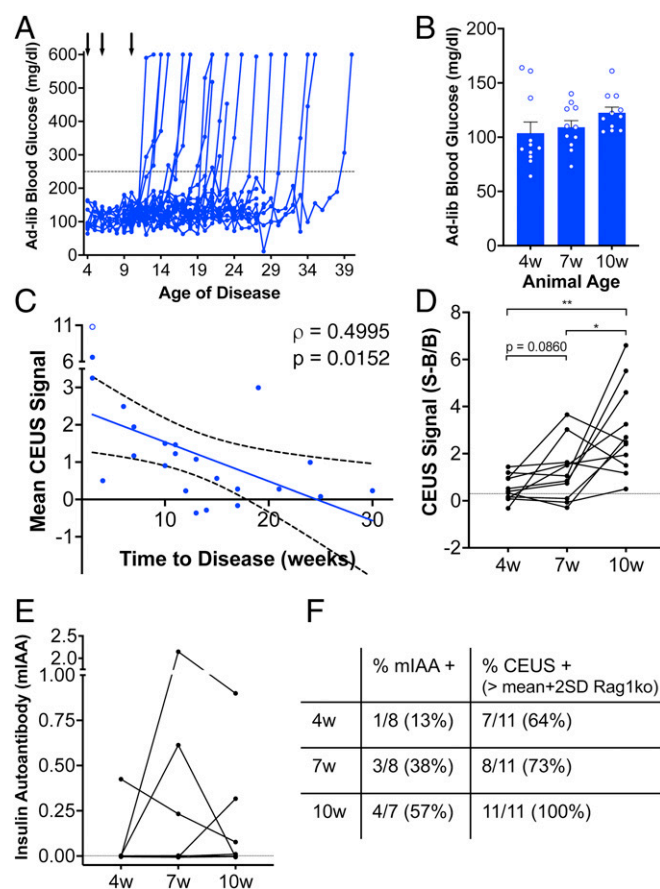 A
Ad-lib Blood Glucose (mg/dl)
600
500
400
300
200
100
0
4 9 14 19 24 29 34 39
Age of Disease
B
Ad-lib Blood Glucose (mg/dl)
200
150
100
50
0
4w 7w 10w
Animal Age
C
Mean CEUS Signal
11
6
3
2
1
0
-1
10 20 30
Time to Disease (weeks)
ρ = 0.4995
p = 0.0152
D
CEUS Signal (S-B/B)
8
6
4
2
0
-2
**
*
p = 0.0860
4w 7w 10w
E
Insulin Autoantibody (mIAA)
2.5
2.0
1.00
0.75
0.50
0.25
0.00
4w 7w 10w
F
% mIAA + % CEUS +
(> mean+2SD Rag1ko)
4w 1/8 (13%) 7/11 (64%)
7w 3/8 (38%) 8/11 (73%)
10w 4/7 (57%) 11/11 (100%)